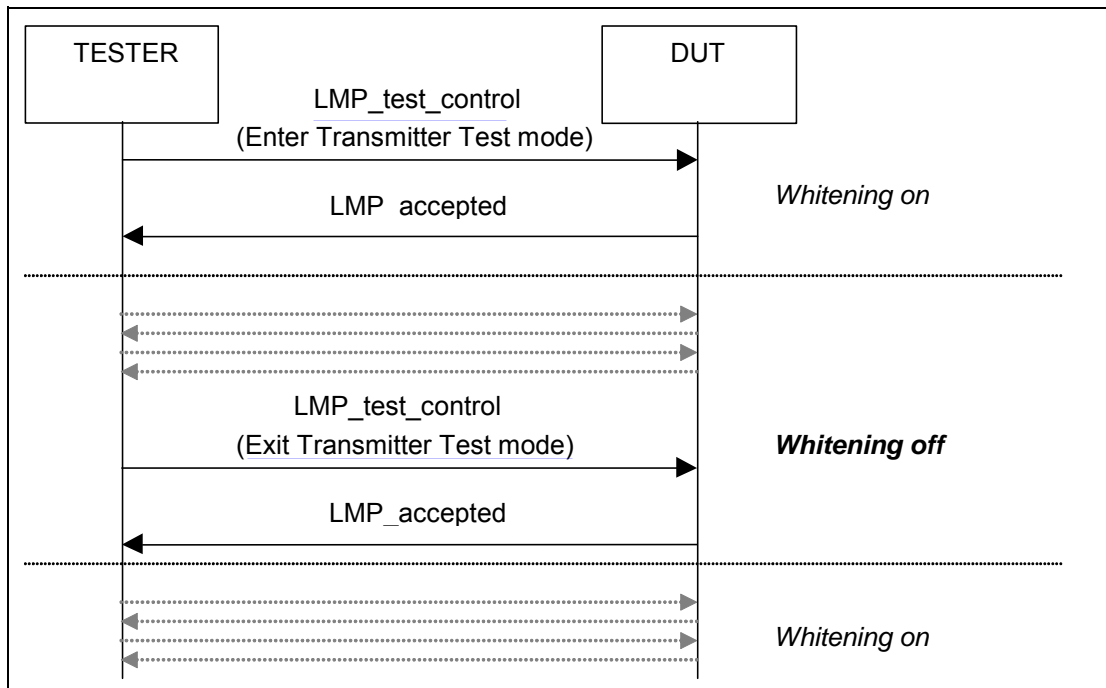 TESTER
DUT
LMP_test_control
(Enter Transmitter Test mode)
Whitening on
LMP accepted
LMP_test_control
(Exit Transmitter Test mode)
Whitening off
LMP_accepted
Whitening on